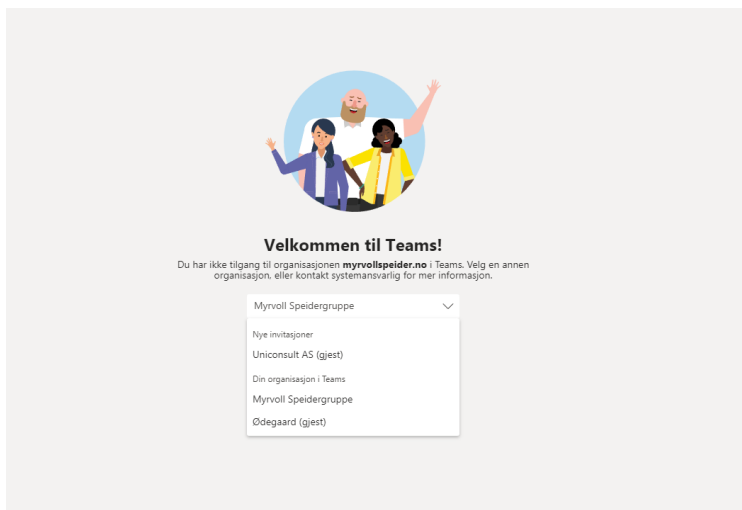 Velkommen til Teams!
Du har ikke tilgang til organisasjonen myrvollspeider.no i Teams. Velg en annen
organisasjon, eller kontakt systemansvarlig for mer informasjon.
Myrvoll Speidergruppe
Nye invitasjoner
Uniconsult AS (gjest)
Din organisasjon i Teams
Myrvoll Speidergruppe
Ødegaard (gjest)